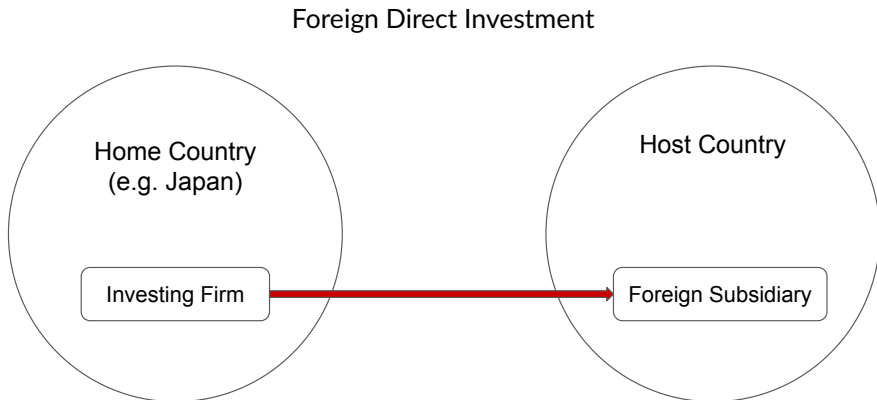 Foreign Direct Investment
Home Country
(e.g. Japan)
Host Country
Investing Firm
Foreign Subsidiary